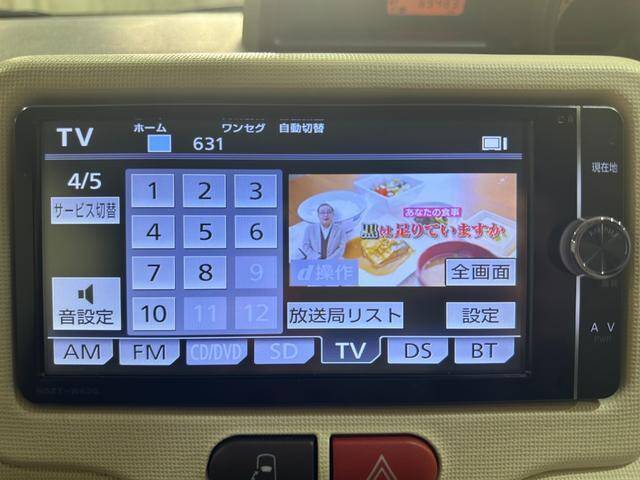 TV ホーム ワンセグ 自動切替
631
4/5
サービス切替
1 2 3
4 5 6
7 8 9
10 11 12
音設定
あなたの食事
黒は足りていますか
d操作
全画面
放送局リスト
設定
AM FM CD/DVD SD TV DS BT
現在地
A V